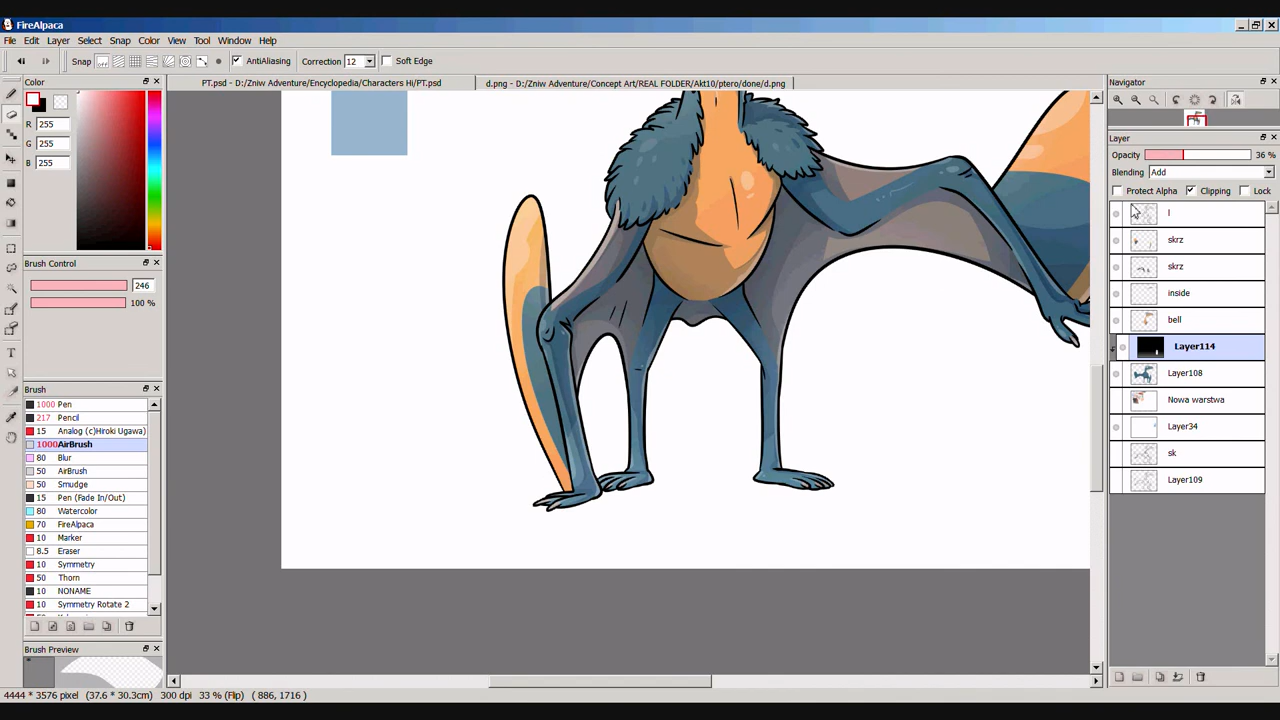 FireAlpaca
File Edit Layer Select Snap Color View Tool Window Help
Snap AntiAliasing Correction 12 Soft Edge
Color
PT.psd - D:/Zniw Adventure/Encyclopedia/Characters Hi/PT.psd
d.png - D:/Zniw Adventure/Concept Art/REAL FOLDER/Akt10/ptero/done/d.png
R 255
G 255
B 255
Brush Control
246
100 %
Brush
1000 Pen
217 Pencil
15 Analog (c)Hiroki Ugawa)
1000 AirBrush
80 Blur
50 AirBrush
50 Smudge
15 Pen (Fade In/Out)
80 Watercolor
70 FireAlpaca
10 Marker
8.5 Eraser
10 Symmetry
50 Thorn
10 NONAME
10 Symmetry Rotate 2
Brush Preview
Navigator
Layer
Opacity 36 %
Blending Add
Protect Alpha Clipping Lock
l
skrz
skrz
inside
bell
Layer114
Layer108
Nowa warstwa
Layer34
sk
Layer109
4444 * 3576 pixel (37.6 * 30.3cm) 300 dpi 33 % (Flip) ( 886, 1716 )